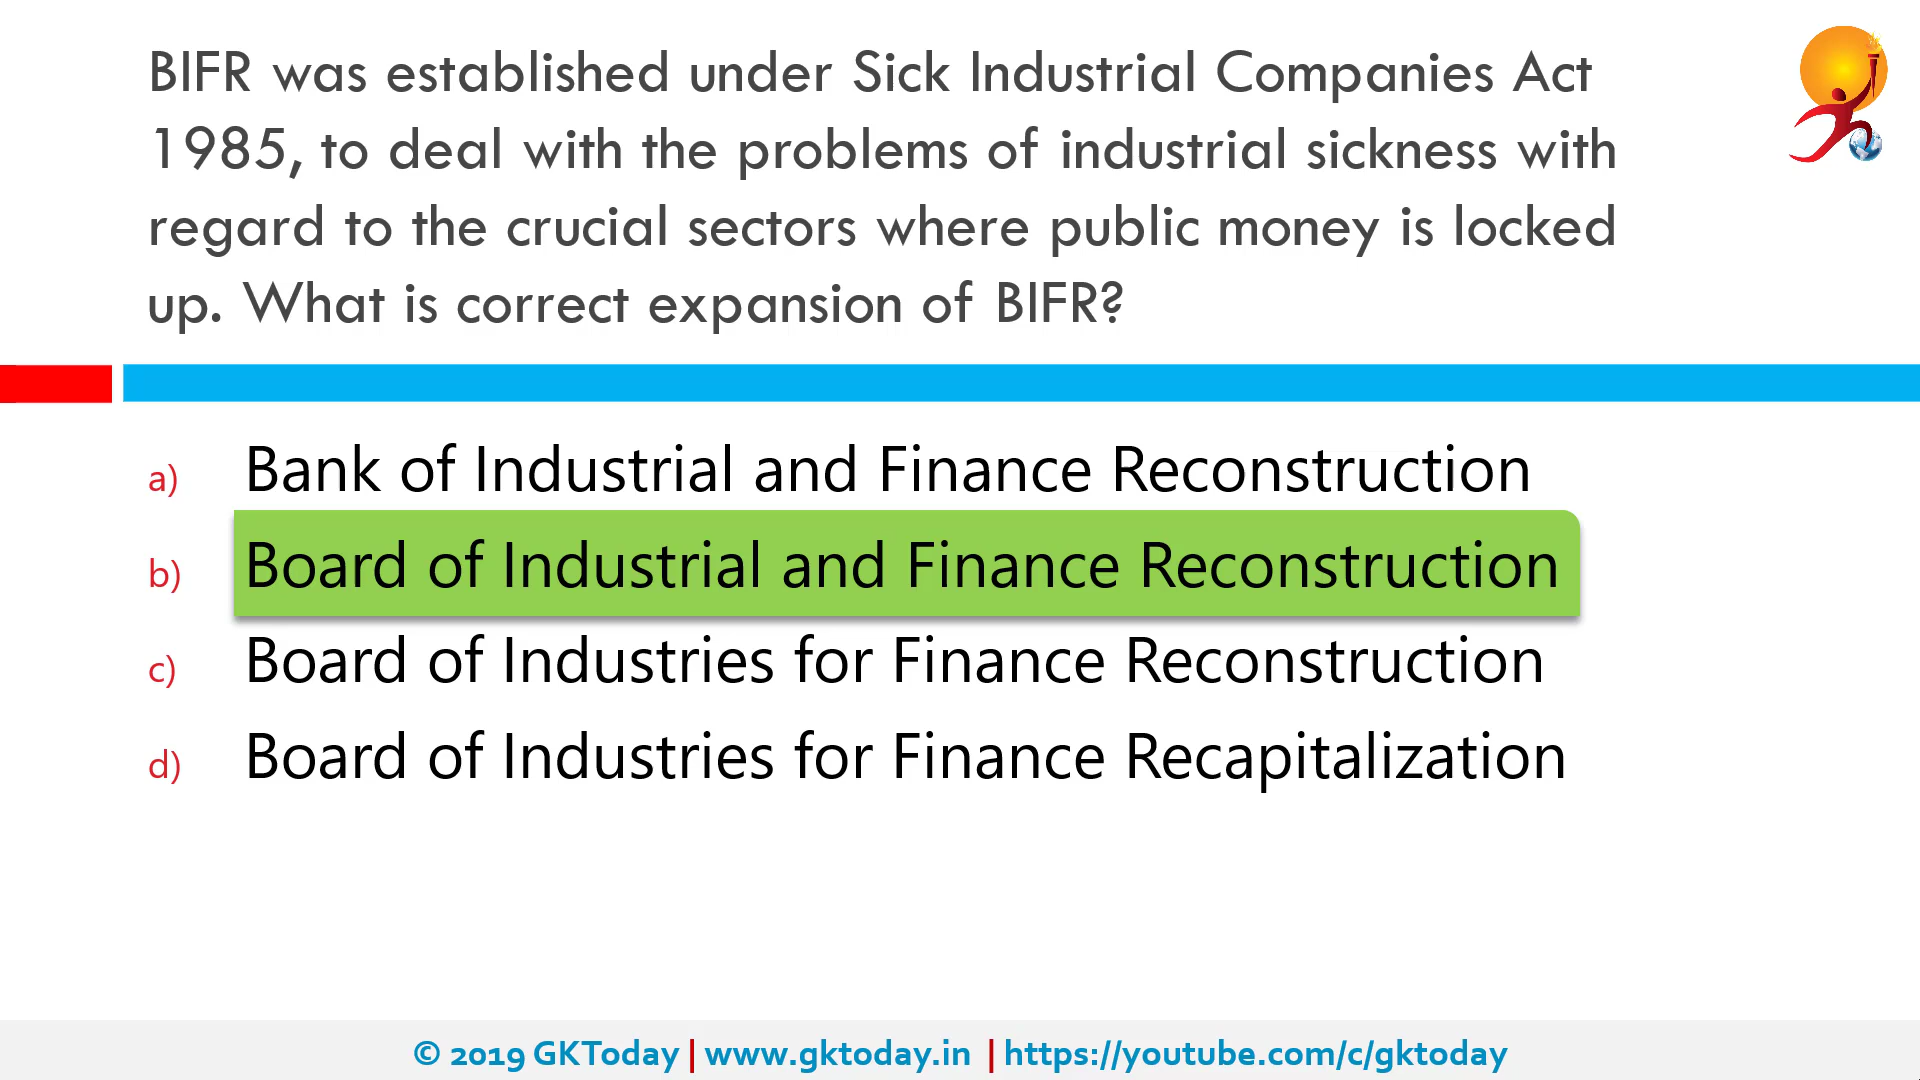 BIFR was established under Sick Industrial Companies Act
1985, to deal with the problems of industrial sickness with
regard to the crucial sectors where public money is locked
up. What is correct expansion of BIFR?
a) Bank of Industrial and Finance Reconstruction
b) Board of Industrial and Finance Reconstruction
c) Board of Industries for Finance Reconstruction
d) Board of Industries for Finance Recapitalization
© 2019 GKToday | www.gktoday.in | https://youtube.com/c/gktoday